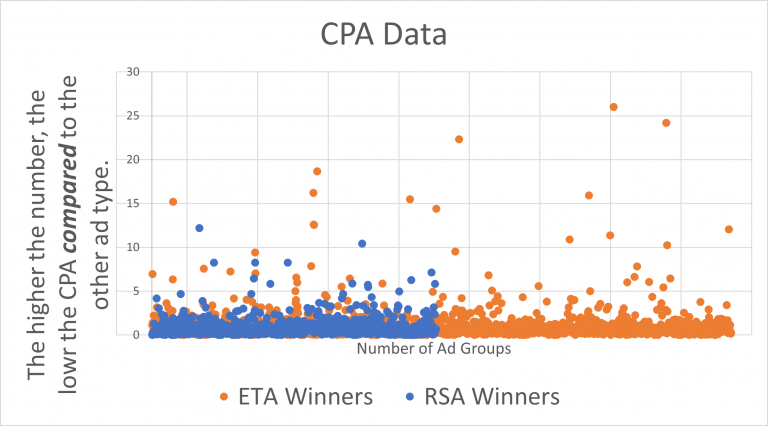 CPA Data
The higher the number, the
lowr the CPA compared to the
other ad type.
30
25
20
15
10
5
0
Number of Ad Groups
ETA Winners
RSA Winners